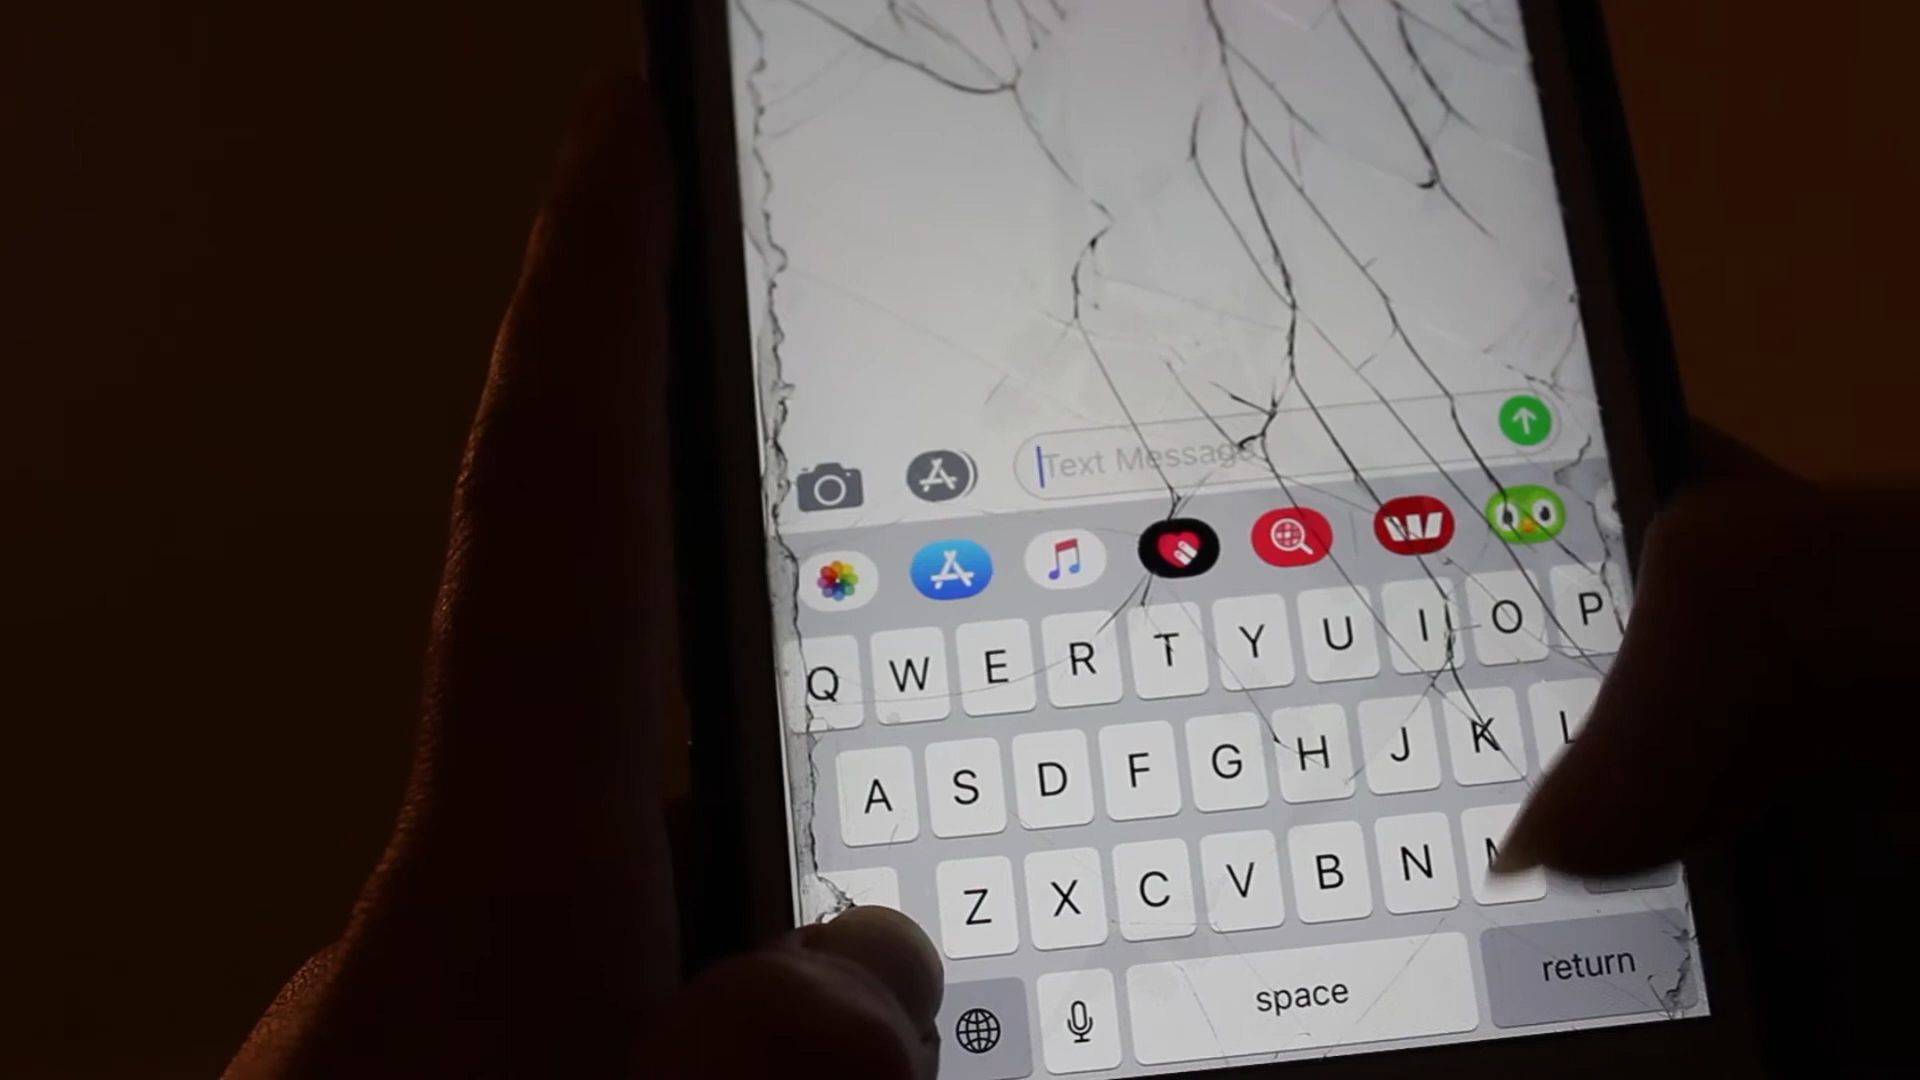 Text Message
Q W E R T Y U I O P
A S D F G H J K L
Z X C V B N M
space return